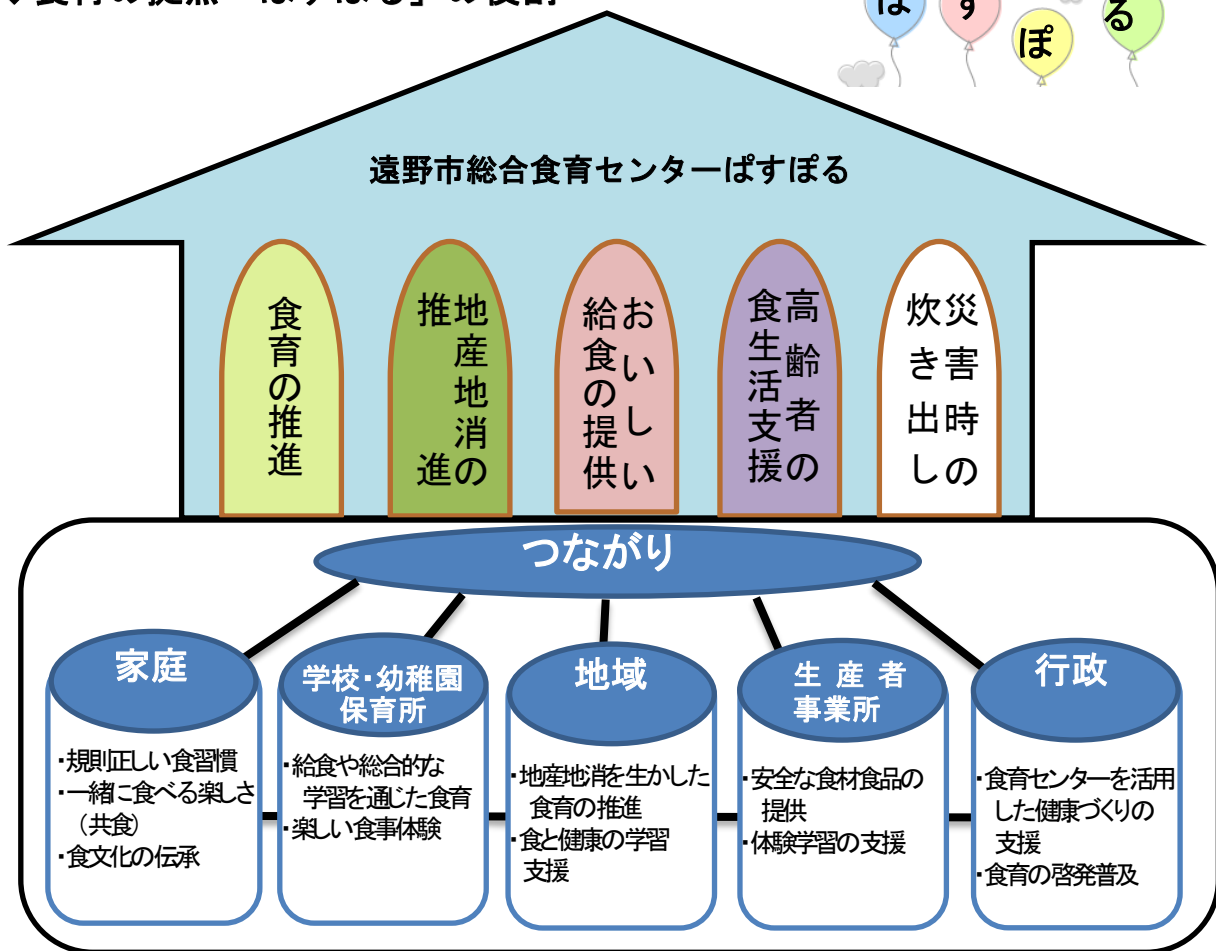 食育の拠点「ぱすぽる」の役割
ぱ
す
ぽ
る
遠野市総合食育センターぱすぽる
食育の推進
地産地消の
推進
おいしい
給食の提供
高齢者の
食生活支援
災害時の
炊き出し
つながり
家庭
・規則正しい食習慣
・一緒に食べる楽しさ
(共食)
・食文化の伝承
学校・幼稚園
保育所
・給食や総合的な
学習を通じた食育
・楽しい食事体験
地域
・地産地消を生かした
食育の推進
・食と健康の学習
支援
生産者
事業所
・安全な食材食品の
提供
・体験学習の支援
行政
・食育センターを活用
した健康づくりの
支援
・食育の啓発普及